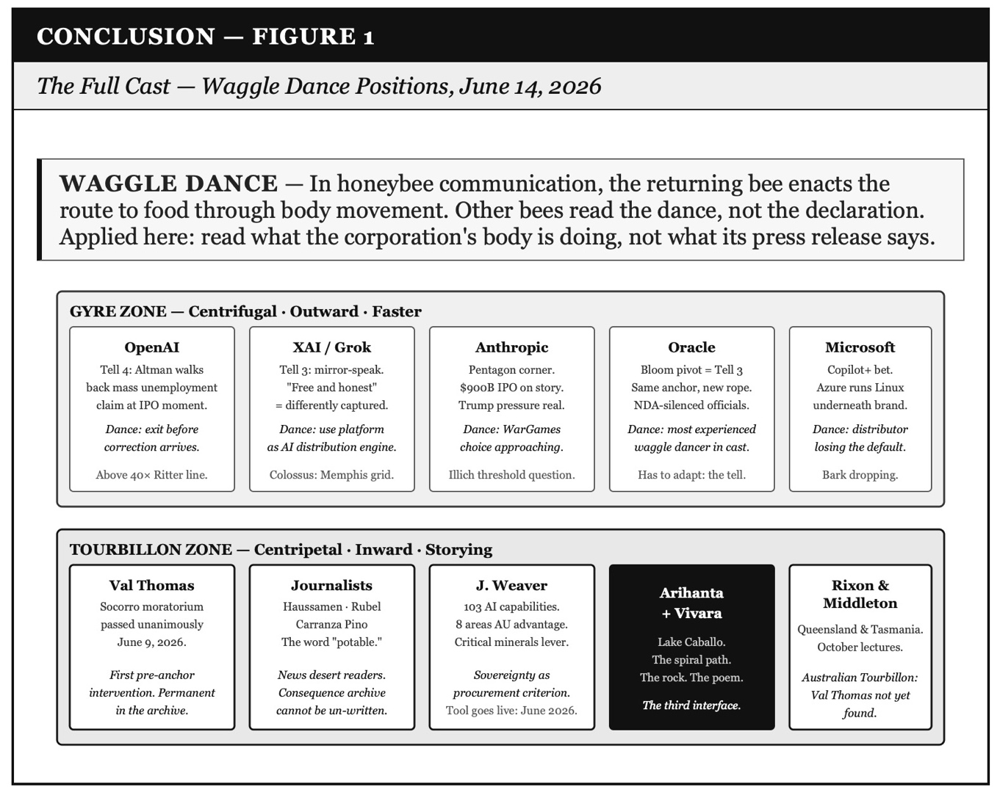 CONCLUSION — FIGURE 1
The Full Cast — Waggle Dance Positions, June 14, 2026
WAGGLE DANCE — In honeybee communication, the returning bee enacts the
route to food through body movement. Other bees read the dance, not the declaration.
Applied here: read what the corporation's body is doing, not what its press release says.
GYRE ZONE — Centrifugal · Outward · Faster
OpenAI
Tell 4: Altman walks
back mass unemployment
claim at IPO moment.
Dance: exit before
correction arrives.
Above 40× Ritter line.
XAI / Grok
Tell 3: mirror-speak.
"Free and honest"
= differently captured.
Dance: use platform
as AI distribution engine.
Colossus: Memphis grid.
Anthropic
Pentagon corner.
$900B IPO on story.
Trump pressure real.
Dance: WarGames
choice approaching.
Illich threshold question.
Oracle
Bloom pivot = Tell 3
Same anchor, new rope.
NDA-silenced officials.
Dance: most experienced
waggle dancer in cast.
Has to adapt: the tell.
Microsoft
Copilot+ bet.
Azure runs Linux
underneath brand.
Dance: distributor
losing the default.
Bark dropping.
TOURBILLON ZONE — Centripetal · Inward · Storying
Val Thomas
Socorro moratorium
passed unanimously
June 9, 2026.
First pre-anchor
intervention. Permanent
in the archive.
Journalists
Haussamen · Rubel
Carranza Pino
The word "potable."
News desert readers.
Consequence archive
cannot be un-written.
J. Weaver
103 AI capabilities.
8 areas AU advantage.
Critical minerals lever.
Sovereignty as
procurement criterion.
Tool goes live: June 2026.
Arihanta
+ Vivara
Lake Caballo.
The spiral path.
The rock. The poem.
The third interface.
Rixon &
Middleton
Queensland & Tasmania.
October lectures.
Australian Tourbillon:
Val Thomas not yet
found.